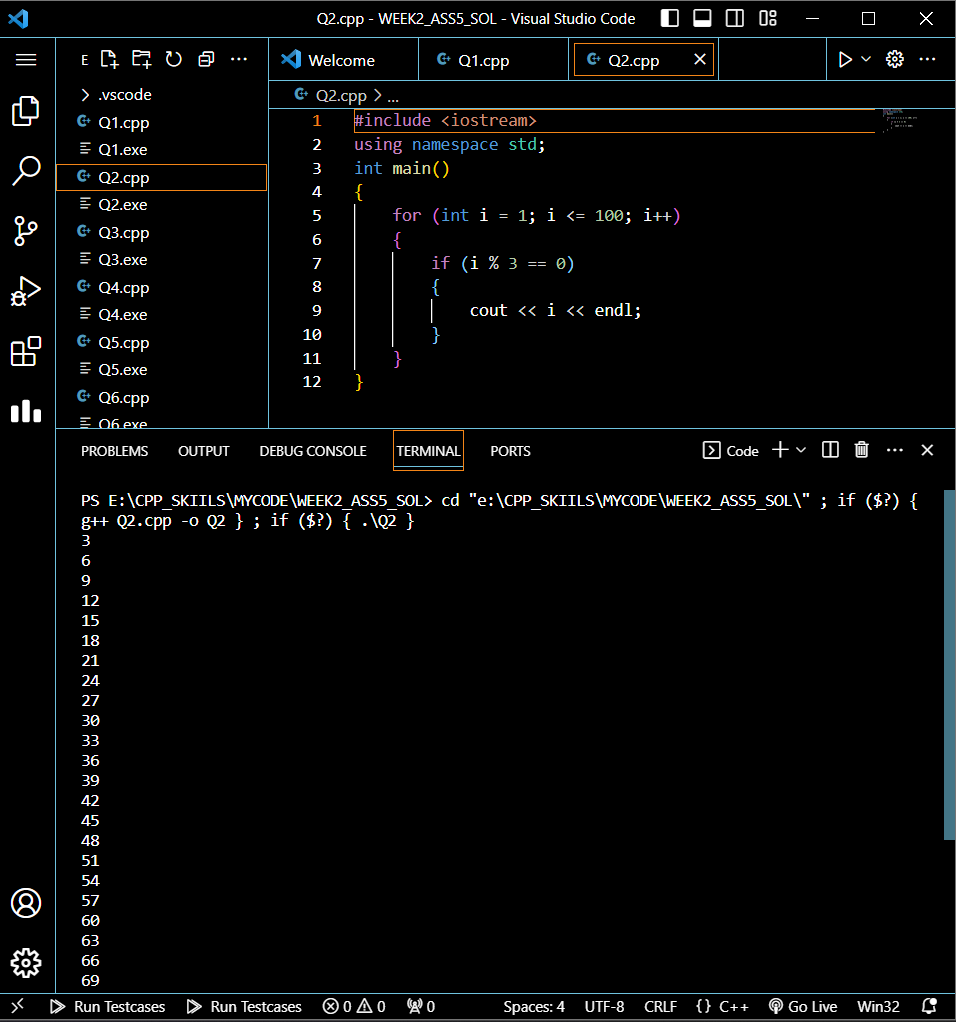 Q2.cpp - WEEK2_ASS5_SOL - Visual Studio Code
E
Welcome
Q1.cpp
Q2.cpp
.vscode
Q1.cpp
Q1.exe
Q2.cpp
Q2.exe
Q3.cpp
Q3.exe
Q4.cpp
Q4.exe
Q5.cpp
Q5.exe
Q6.cpp
Q6.exe
Q2.cpp > ...
1 #include <iostream>
2 using namespace std;
3 int main()
4 {
5 for (int i = 1; i <= 100; i++)
6 {
7 if (i % 3 == 0)
8 {
9 cout << i << endl;
10 }
11 }
12 }
PROBLEMS OUTPUT DEBUG CONSOLE TERMINAL PORTS Code
PS E:\CPP_SKIILS\MYCODE\WEEK2_ASS5_SOL> cd "e:\CPP_SKIILS\MYCODE\WEEK2_ASS5_SOL\" ; if ($?) {
g++ Q2.cpp -o Q2 } ; if ($?) { .\Q2 }
3
6
9
12
15
18
21
24
27
30
33
36
39
42
45
48
51
54
57
60
63
66
69
Run Testcases Run Testcases 0 0 0 Spaces: 4 UTF-8 CRLF {} C++ Go Live Win32